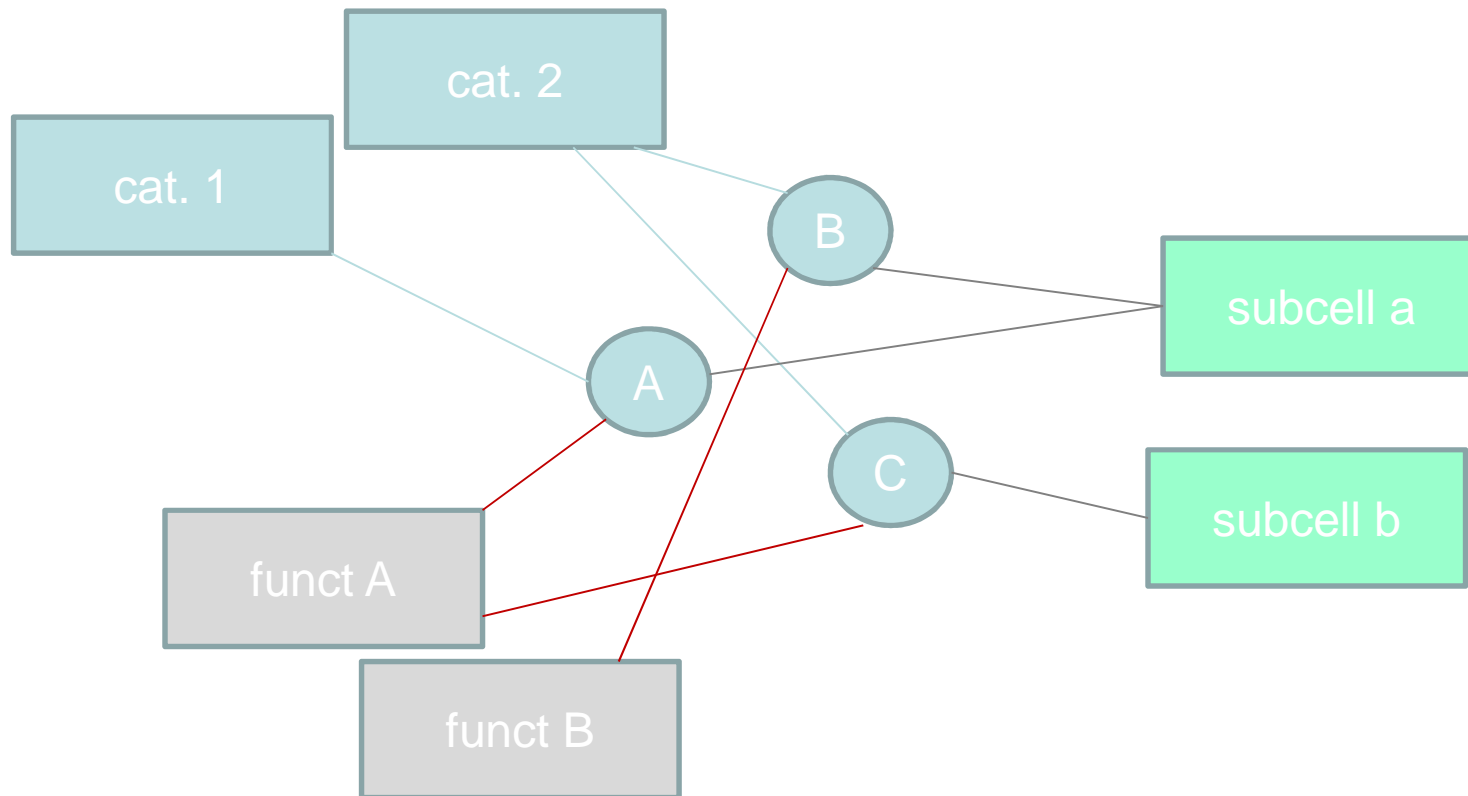 cat. 2
cat. 1
B
subcell a
A
C
subcell b
funct A
funct B